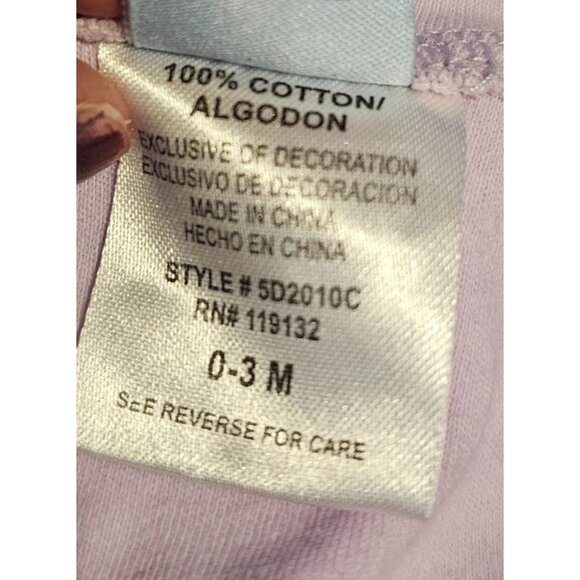 100% COTTON/
ALGODON
EXCLUSIVE OF DECORATION
EXCLUSIVO DE DECORACION
MADE IN CHINA
HECHO EN CHINA
STYLE # 5D2010C
RN# 119132
0-3 M
SEE REVERSE FOR CARE